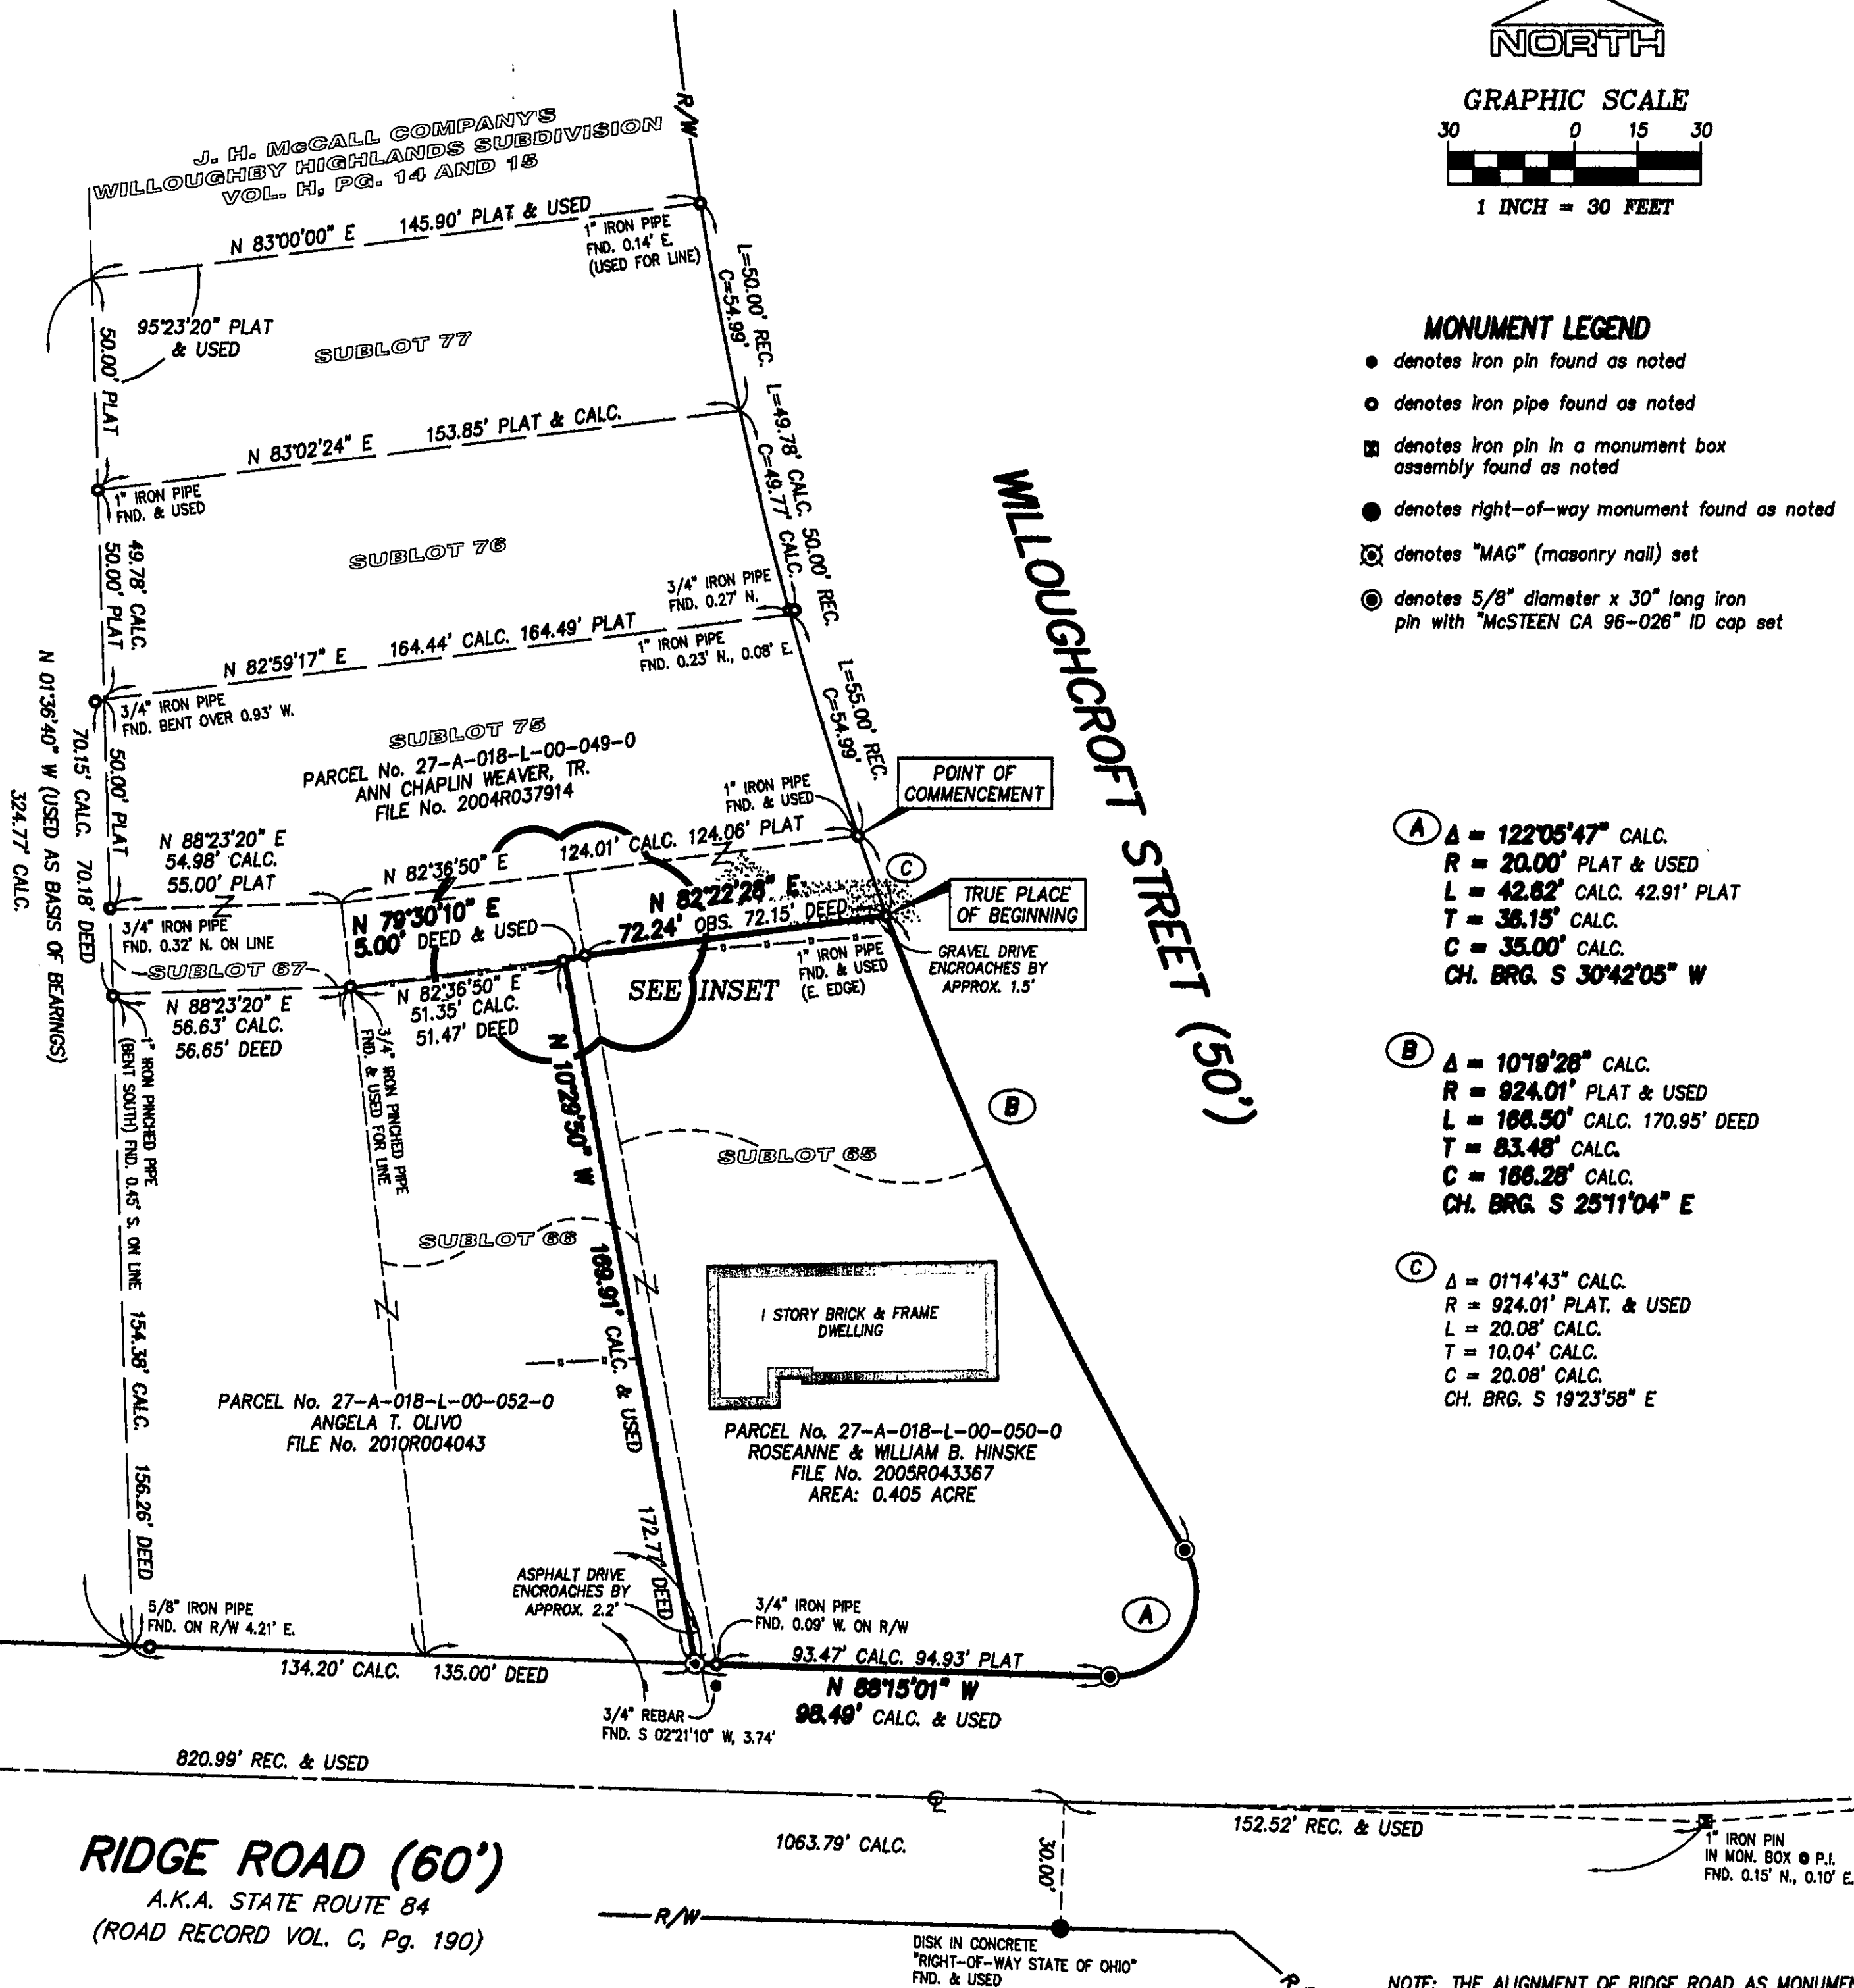 NORTH
GRAPHIC SCALE
30 0 15 30
1 INCH = 30 FEET
J. H. McCALL COMPANY'S
WILLOUGHBY HIGHLANDS SUBDIVISION
VOL. H, PG. 14 AND 15
R/W
N 83°00'00" E 145.90' PLAT & USED
1" IRON PIPE
FND. 0.14' E.
(USED FOR LINE)
95°23'20" PLAT
& USED
50.00' PLAT
SUBLOT 77
L=50.00' REC.
C=54.99'
N 83°02'24" E 153.85' PLAT & CALC.
1" IRON PIPE
FND. & USED
L=49.78' CALC. 50.00' REC.
C=49.77' CALC.
49.78' CALC.
50.00' PLAT
SUBLOT 76
3/4" IRON PIPE
FND. 0.27' N.
N 82°59'17" E 164.44' CALC. 164.49' PLAT
1" IRON PIPE
FND. 0.23' N., 0.08' E.
3/4" IRON PIPE
FND. BENT OVER 0.93' W.
L=55.00' REC.
C=54.99'
50.00' PLAT
SUBLOT 75
PARCEL No. 27-A-018-L-00-049-0
ANN CHAPLIN WEAVER, TR.
FILE No. 2004R037914
1" IRON PIPE
FND. & USED
POINT OF
COMMENCEMENT
N 01°36'40" W (USED AS BASIS OF BEARINGS)
70.15' CALC. 70.18' DEED
324.77' CALC.
N 88°23'20" E
54.98' CALC.
55.00' PLAT
N 82°36'50" E 124.01' CALC. 124.06' PLAT
C
TRUE PLACE
OF BEGINNING
3/4" IRON PIPE
FND. 0.32' N. ON LINE
N 79°30'10" E
5.00' DEED & USED
N 82°22'28" E
72.24' OBS. 72.15' DEED
1" IRON PIPE
FND. & USED
(E. EDGE)
GRAVEL DRIVE
ENCROACHES BY
APPROX. 1.5'
SUBLOT 67
SEE INSET
N 88°23'20" E
56.63' CALC.
56.65' DEED
N 82°36'50" E
51.35' CALC.
51.47' DEED
1" IRON PINCHED PIPE
(BENT SOUTH) FND. 0.45' S. ON LINE 154.38' CALC. 156.26' DEED
3/4" IRON PINCHED PIPE
FND. & USED FOR LINE
N 10°29'50" W 169.91' CALC. & USED
172.77' DEED
WILLOUGHCROFT STREET (50')
B
SUBLOT 65
SUBLOT 66
1 STORY BRICK & FRAME
DWELLING
PARCEL No. 27-A-018-L-00-052-0
ANGELA T. OLIVO
FILE No. 2010R004043
PARCEL No. 27-A-018-L-00-050-0
ROSEANNE & WILLIAM B. HINSKE
FILE No. 2005R043367
AREA: 0.405 ACRE
ASPHALT DRIVE
ENCROACHES BY
APPROX. 2.2'
3/4" IRON PIPE
FND. 0.09' W. ON R/W
A
5/8" IRON PIPE
FND. ON R/W 4.21' E.
134.20' CALC. 135.00' DEED
93.47' CALC. 94.93' PLAT
N 88°15'01" W
98.49' CALC. & USED
3/4" REBAR
FND. S 02°21'10" W, 3.74'
820.99' REC. & USED
1063.79' CALC.
152.52' REC. & USED
30.00'
1" IRON PIN
IN MON. BOX @ P.I.
FND. 0.15' N., 0.10' E.
RIDGE ROAD (60')
A.K.A. STATE ROUTE 84
(ROAD RECORD VOL. C, Pg. 190)
R/W
DISK IN CONCRETE
"RIGHT-OF-WAY STATE OF OHIO"
FND. & USED
MONUMENT LEGEND
denotes iron pin found as noted
denotes iron pipe found as noted
denotes iron pin in a monument box
assembly found as noted
denotes right-of-way monument found as noted
denotes "MAG" (masonry nail) set
denotes 5/8" diameter x 30" long iron
pin with "McSTEEN CA 96-026" ID cap set
A Δ = 122°05'47" CALC.
R = 20.00' PLAT & USED
L = 42.62' CALC. 42.91' PLAT
T = 36.15' CALC.
C = 35.00' CALC.
CH. BRG. S 30°42'05" W
B Δ = 10°19'28" CALC.
R = 924.01' PLAT & USED
L = 166.50' CALC. 170.95' DEED
T = 83.48' CALC.
C = 166.28' CALC.
CH. BRG. S 25°11'04" E
C Δ = 01°14'43" CALC.
R = 924.01' PLAT. & USED
L = 20.08' CALC.
T = 10.04' CALC.
C = 20.08' CALC.
CH. BRG. S 19°23'58" E
NOTE: THE ALIGNMENT OF RIDGE ROAD AS MONUMEN